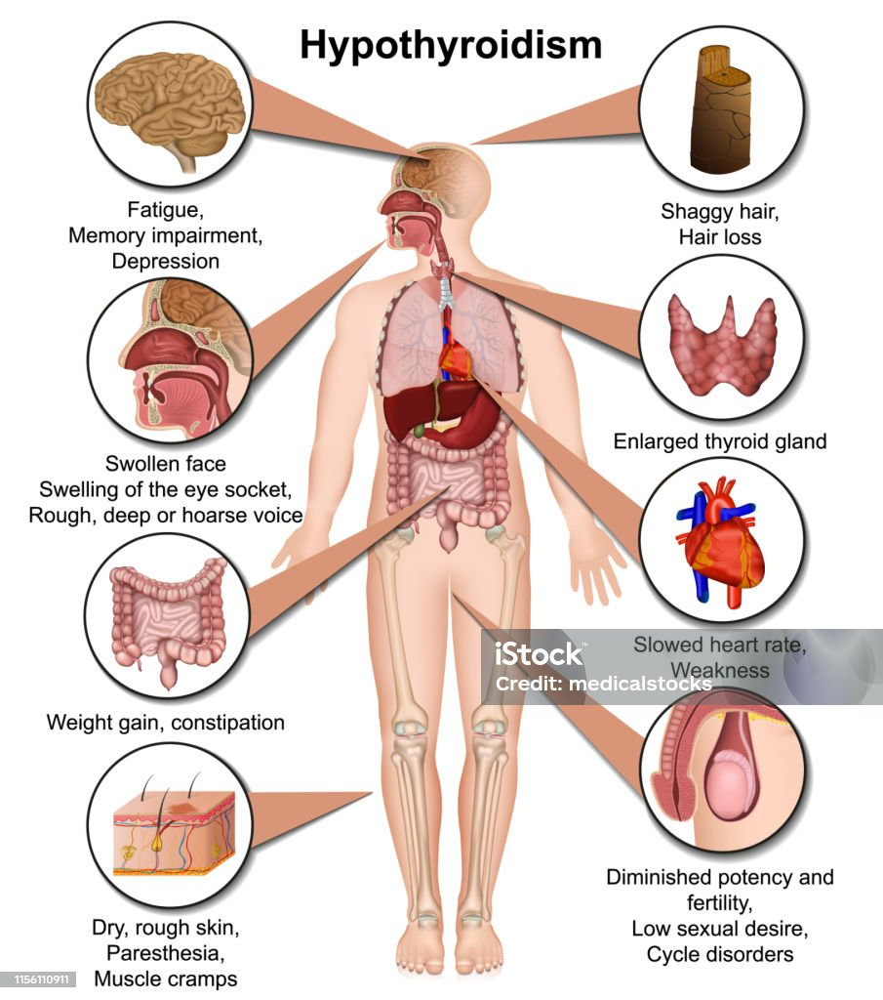 Hypothyroidism
Fatigue,
Memory impairment,
Depression
Shaggy hair,
Hair loss
Swollen face
Swelling of the eye socket,
Rough, deep or hoarse voice
Enlarged thyroid gland
Weight gain, constipation
Slowed heart rate,
Weakness
iStock™
Credit: medicalstocks
Dry, rough skin,
Paresthesia,
Muscle cramps
Diminished potency and
fertility,
Low sexual desire,
Cycle disorders
1156110911